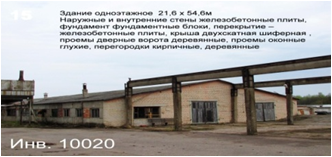 18
Здание одноэтажное 21,6 х 54,6м
Наружные и внутренние стены железобетонные плиты,
фундамент фундаментные блоки, перекрытие –
железобетонные плиты, крыша двухскатная шиферная ,
проемы дверные ворота деревянные, проемы оконные
глухие, перегородки кирпичные, деревянные
Инв. 10020